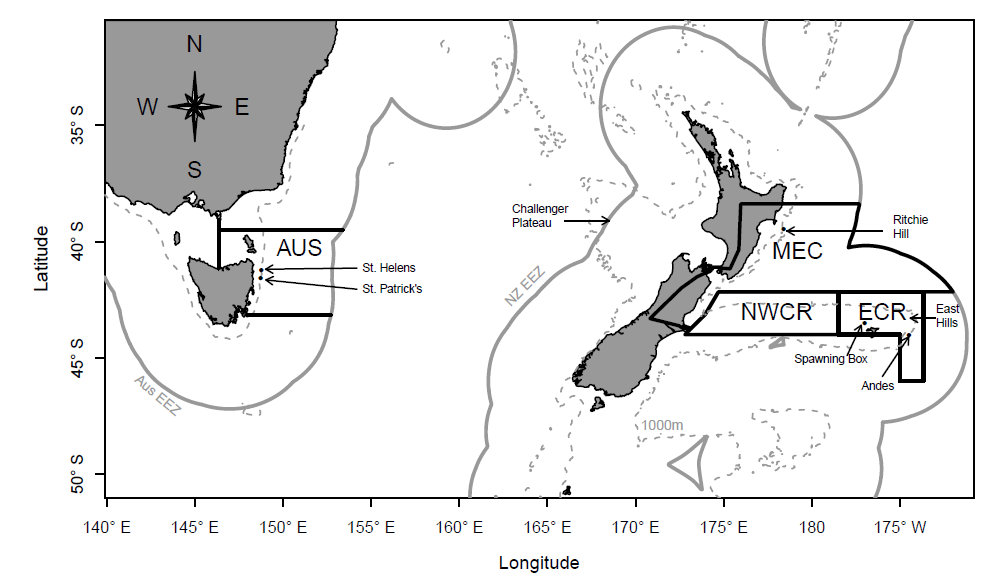 N
W E
S
35° S
40° S
45° S
50° S
Latitude
AUS
St. Helens
St. Patrick's
Aus EEZ
Challenger
Plateau
NZ EEZ
Ritchie
Hill
MEC
NWCR
ECR
East
Hills
Spawning Box
Andes
1000m
140° E
145° E
150° E
155° E
160° E
165° E
170° E
175° E
180
175° W
Longitude